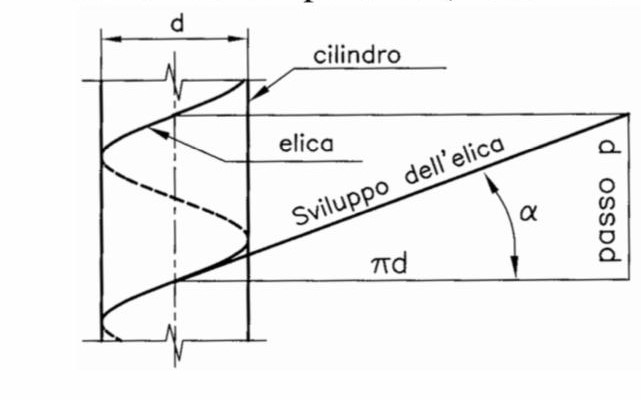 d
cilindro
elica
Sviluppo dell'elica
α
πd
passo p